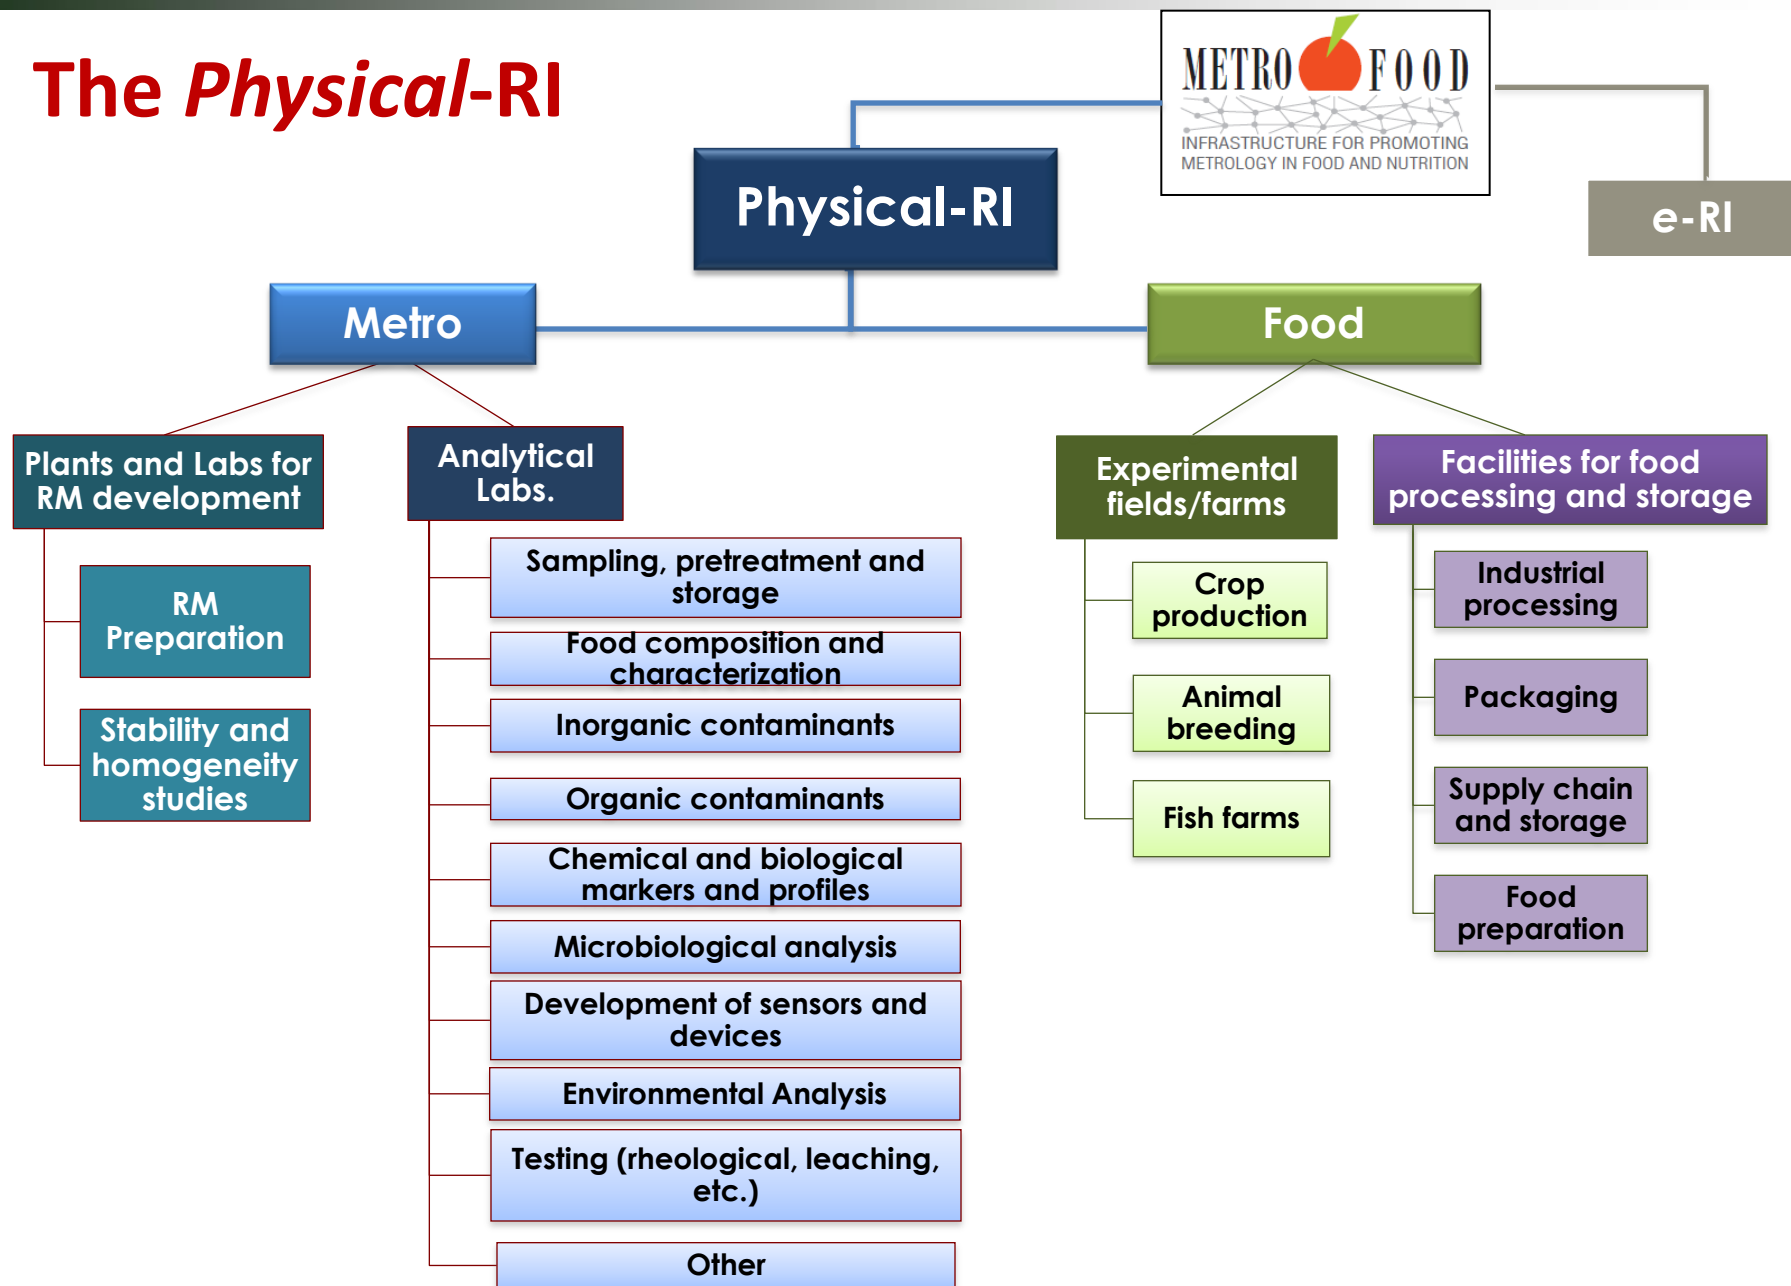 The Physical-RI
METRO FOOD
INFRASTRUCTURE FOR PROMOTING
METROLOGY IN FOOD AND NUTRITION
Physical-RI
e-RI
Metro
Food
Plants and Labs for
RM development
RM
Preparation
Stability and
homogeneity
studies
Analytical
Labs.
Sampling, pretreatment and
storage
Food composition and
characterization
Inorganic contaminants
Organic contaminants
Chemical and biological
markers and profiles
Microbiological analysis
Development of sensors and
devices
Environmental Analysis
Testing (rheological, leaching,
etc.)
Other
Experimental
fields/farms
Crop
production
Animal
breeding
Fish farms
Facilities for food
processing and storage
Industrial
processing
Packaging
Supply chain
and storage
Food
preparation